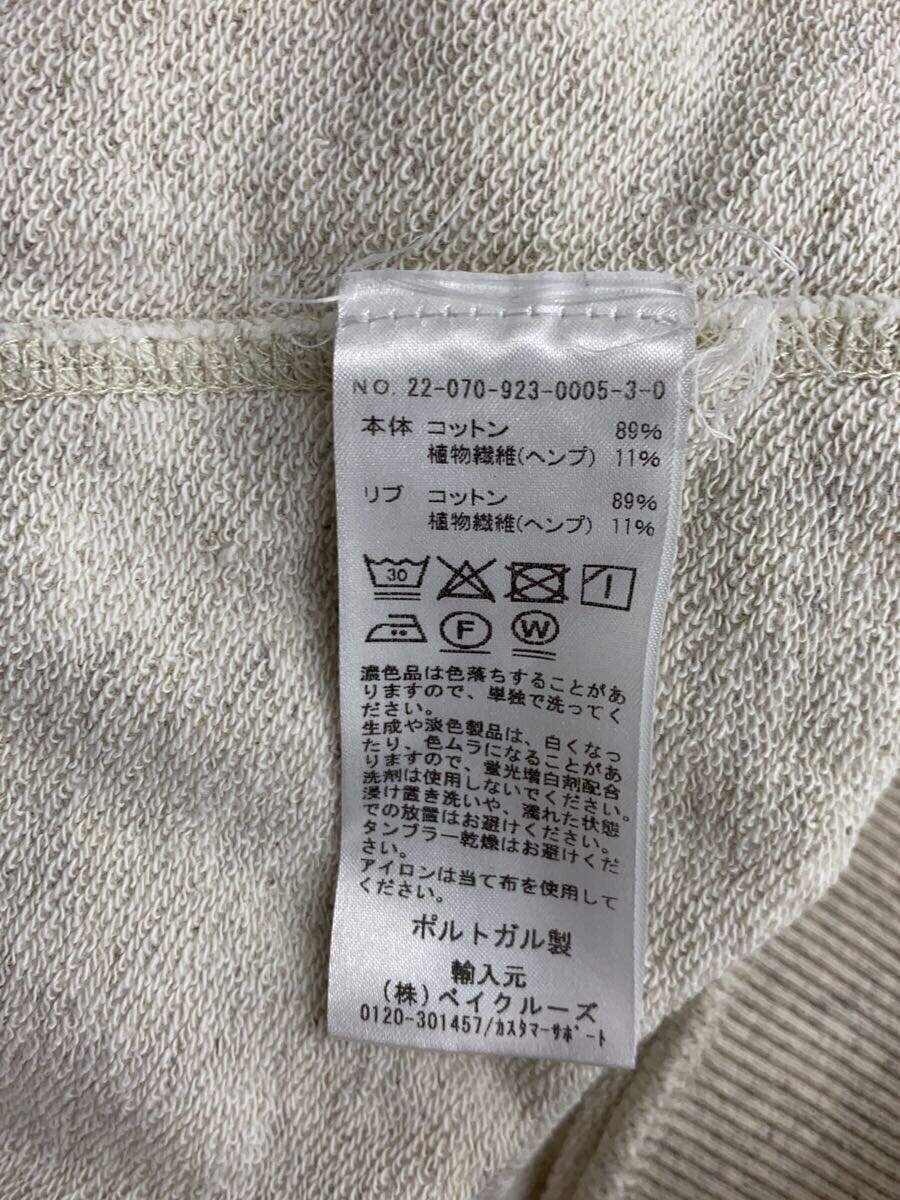 NO. 22-070-923-0005-3-0
本体 コットン 89%
植物繊維(ヘンプ) 11%
リブ コットン 89%
植物繊維(ヘンプ) 11%
30
F W
濃色品は色落ちすることがあ
りますので、単独で洗ってく
ださい。
生成や淡色製品は、白くなっ
たり、色ムラになることがあ
りますので、蛍光増白剤配合
洗剤は使用しないでください。
浸け置き洗いや、濡れた状態
での放置はお避けください。
タンブラー乾燥はお避けくだ
さい。
アイロンは当て布を使用して
ください。
ポルトガル製
輸入元
(株)ベイクルーズ
0120-301457/カスタマーサポート